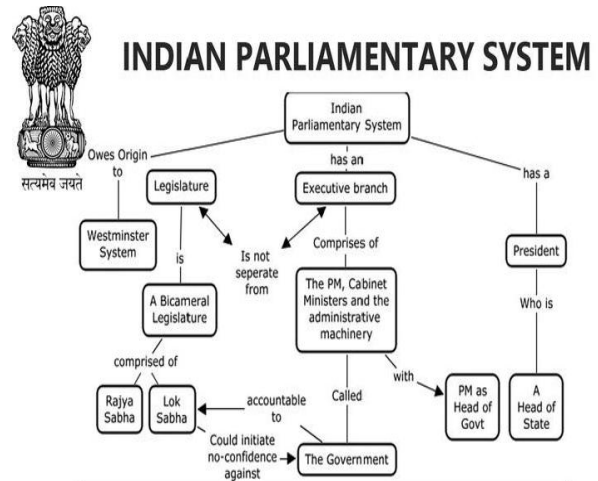 INDIAN PARLIAMENTARY SYSTEM
सत्यमेव जयते
Indian
Parliamentary System
Owes Origin
to
has an
has a
Legislature
Executive branch
Westminster
System
is
Is not
seperate
from
Comprises of
President
A Bicameral
Legislature
The PM, Cabinet
Ministers and the
administrative
machinery
Who is
comprised of
with
Rajya
Sabha
Lok
Sabha
accountable
to
Called
PM as
Head of
Govt
A
Head of
State
Could initiate
no-confidence
against
The Government